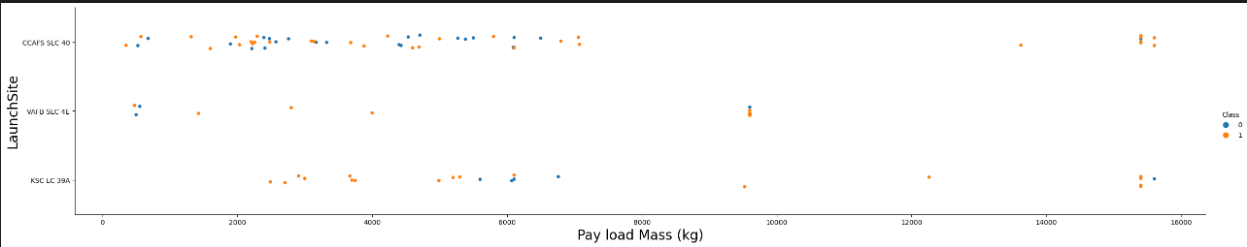 LaunchSite
CCAFS SLC 40
VAFB SLC 4E
KSC LC 39A
0 2000 4000 6000 8000 10000 12000 14000 16000
Pay load Mass (kg)
Class
0
1